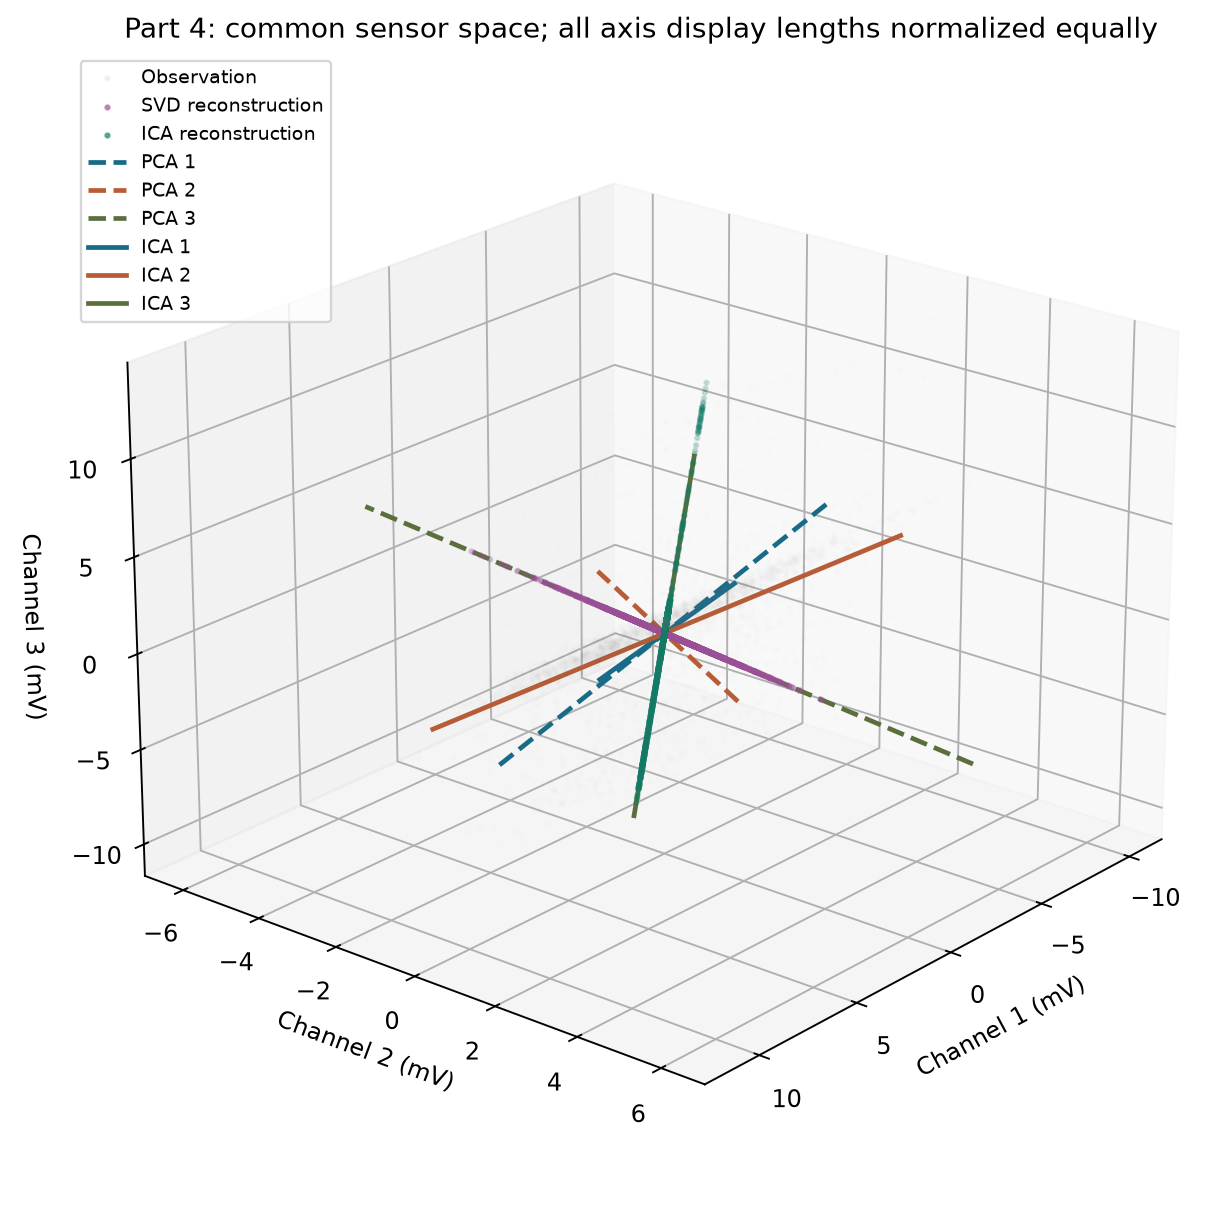 Part 4: common sensor space; all axis display lengths normalized equally
Observation
SVD reconstruction
ICA reconstruction
PCA 1
PCA 2
PCA 3
ICA 1
ICA 2
ICA 3
Channel 3 (mV)
10
5
0
−5
−10
−6
−4
−2
0
2
4
6
Channel 2 (mV)
−10
−5
0
5
10
Channel 1 (mV)